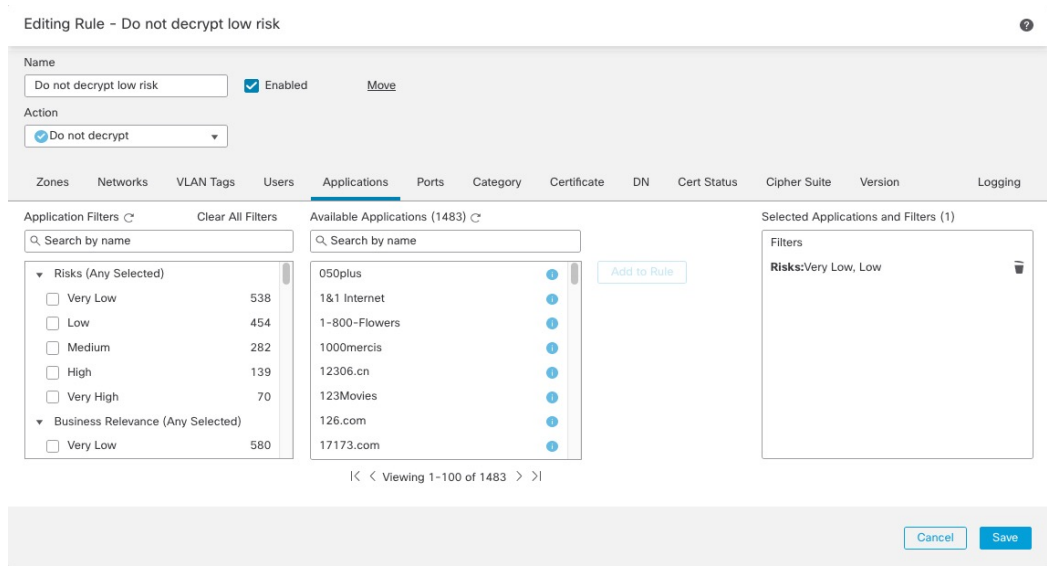 Editing Rule - Do not decrypt low risk
Name
Do not decrypt low risk
Enabled
Move
Action
Do not decrypt
Zones Networks VLAN Tags Users Applications Ports Category Certificate DN Cert Status Cipher Suite Version Logging
Application Filters Clear All Filters
Search by name
Risks (Any Selected)
Very Low 538
Low 454
Medium 282
High 139
Very High 70
Business Relevance (Any Selected)
Very Low 580
Available Applications (1483)
Search by name
050plus
1&1 Internet
1-800-Flowers
1000mercis
12306.cn
123Movies
126.com
17173.com
Viewing 1-100 of 1483
Add to Rule
Selected Applications and Filters (1)
Filters
Risks:Very Low, Low
Cancel Save